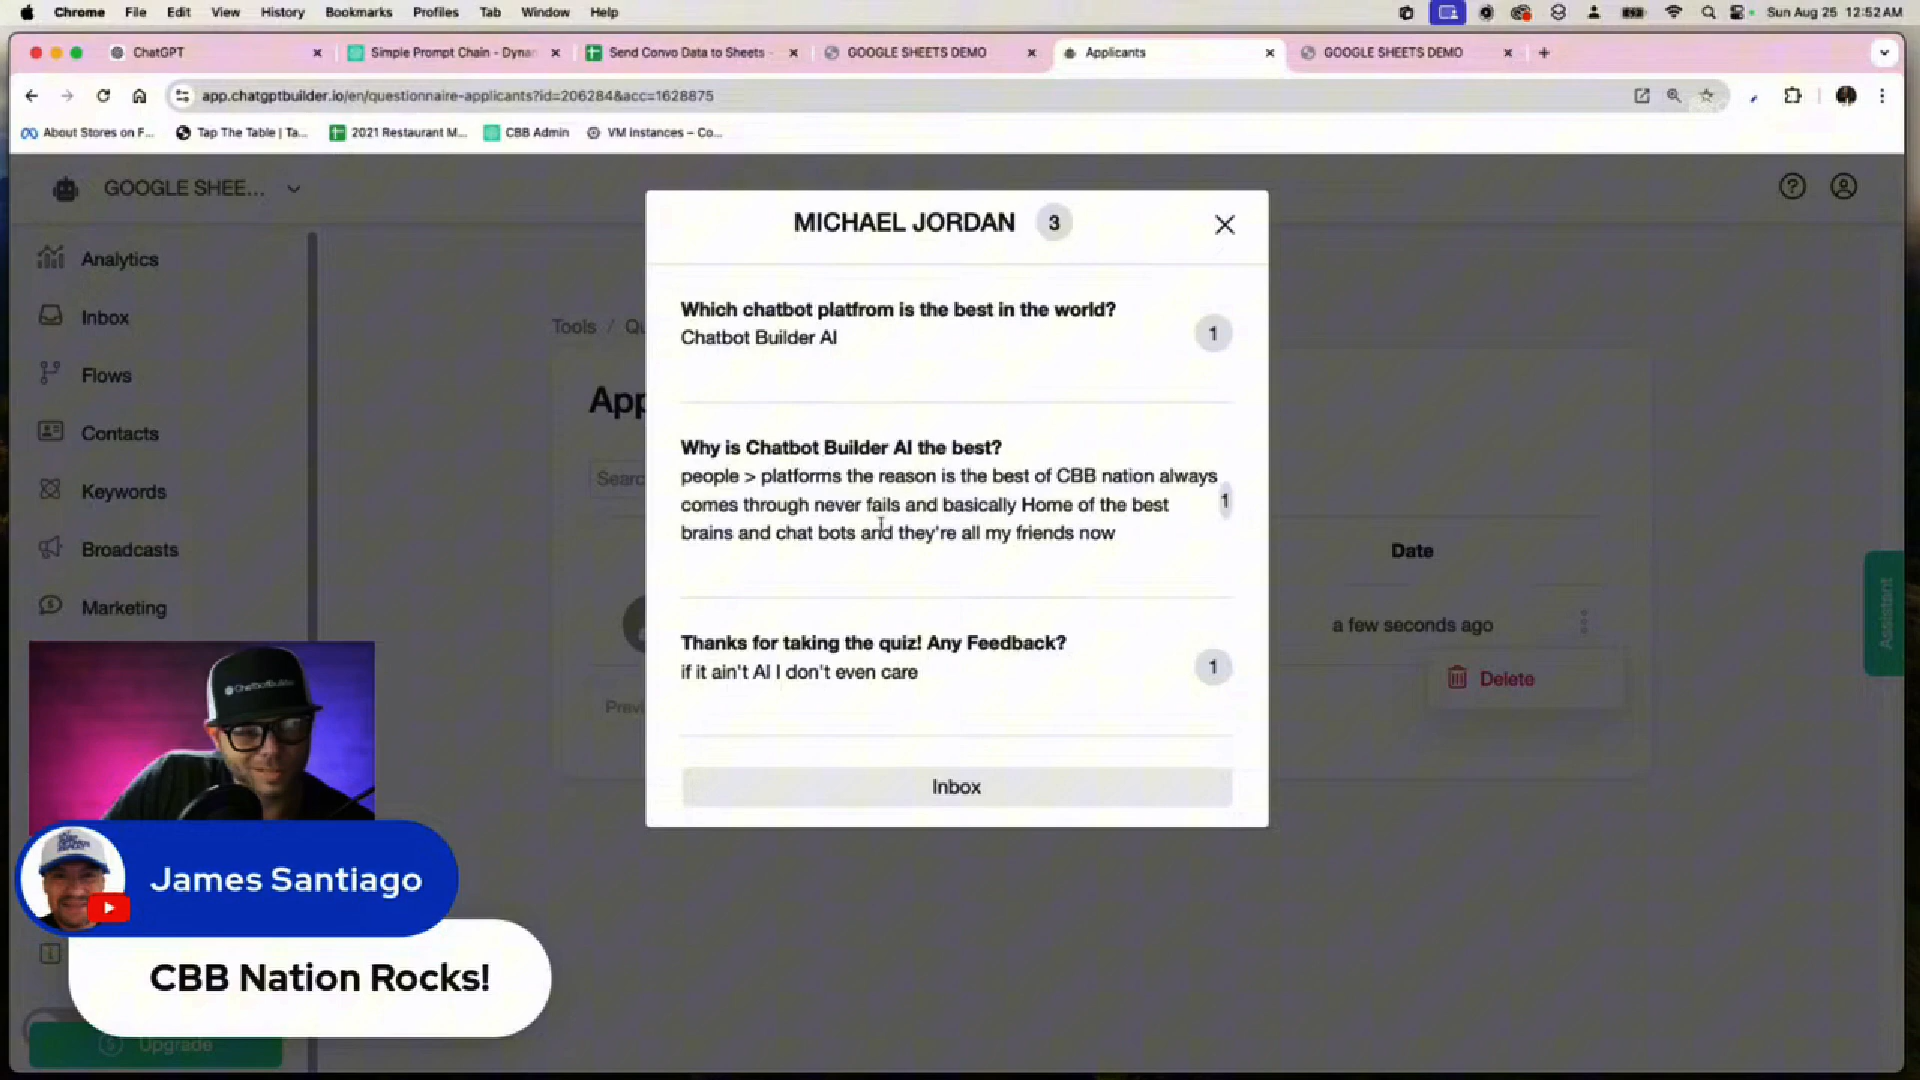 Chrome File Edit View History Bookmarks Profiles Tab Window Help Sun Aug 25 12:52 AM
ChatGPT Simple Prompt Chain - Dynan Send Convo Data to Sheets - GOOGLE SHEETS DEMO Applicants GOOGLE SHEETS DEMO
app.chatgptbuilder.io/en/questionnaire-applicants?id=206284&acc=1628875
About Stores on F... Tap The Table | Ta... 2021 Restaurant M... CBB Admin VM instances – Co...
GOOGLE SHEE...
Analytics
Inbox
Flows
Contacts
Keywords
Broadcasts
Marketing
Upgrade
Tools / Qu
App
Searc
Previ
MICHAEL JORDAN 3
Which chatbot platfrom is the best in the world?
Chatbot Builder AI
1
Why is Chatbot Builder AI the best?
people > platforms the reason is the best of CBB nation always
comes through never fails and basically Home of the best
brains and chat bots and they're all my friends now
1
Thanks for taking the quiz! Any Feedback?
if it ain't AI I don't even care
1
Inbox
Date
a few seconds ago
Delete
Assistant
ChatbotBuilder
James Santiago
CBB Nation Rocks!